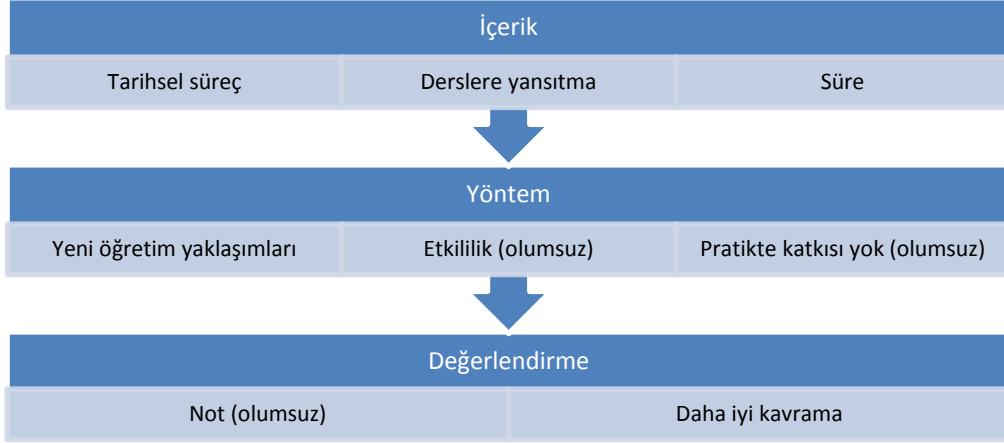 İçerik
Tarihsel süreç
Derslere yansıtma
Süre
Yöntem
Yeni öğretim yaklaşımları
Etkililik (olumsuz)
Pratikte katkısı yok (olumsuz)
Değerlendirme
Not (olumsuz)
Daha iyi kavrama